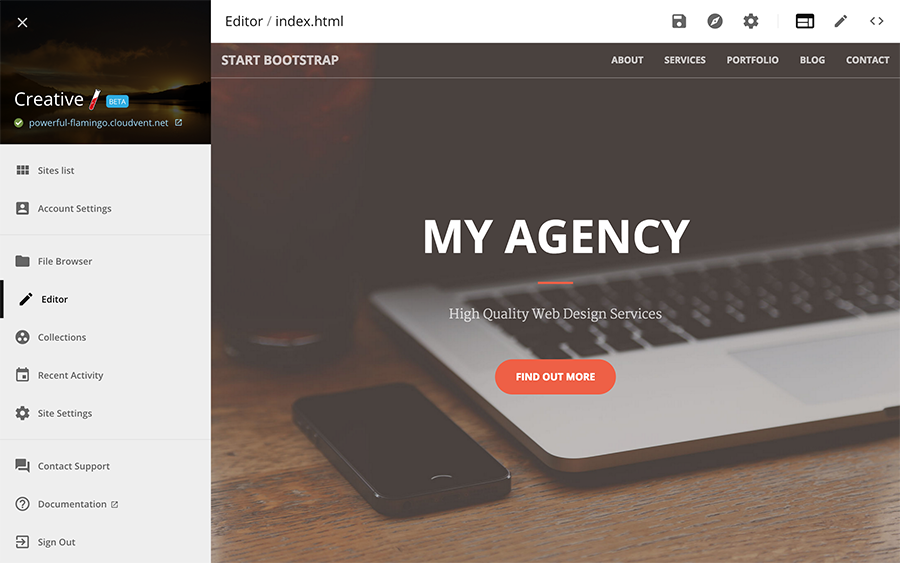 Creative BETA
powerful-flamingo.cloudvent.net
Sites list
Account Settings
File Browser
Editor
Collections
Recent Activity
Site Settings
Contact Support
Documentation
Sign Out
Editor / index.html
START BOOTSTRAP ABOUT SERVICES PORTFOLIO BLOG CONTACT
MY AGENCY
High Quality Web Design Services
FIND OUT MORE